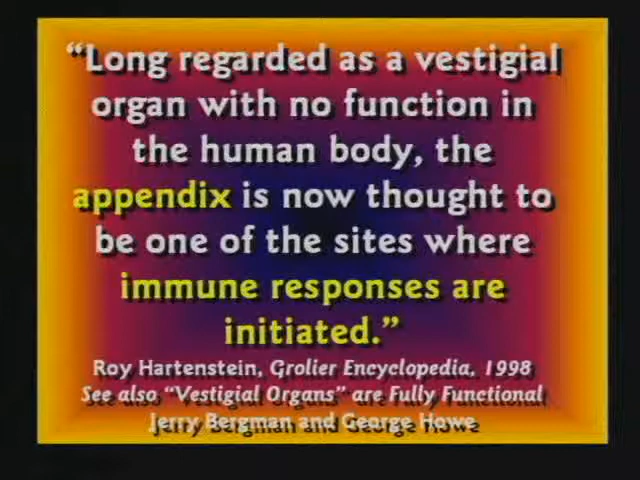 “Long regarded as a vestigial
organ with no function in
the human body, the
appendix is now thought to
be one of the sites where
immune responses are
initiated.”
Roy Hartenstein, Grolier Encyclopedia, 1998
See also “Vestigial Organs” are Fully Functional
Jerry Bergman and George Howe